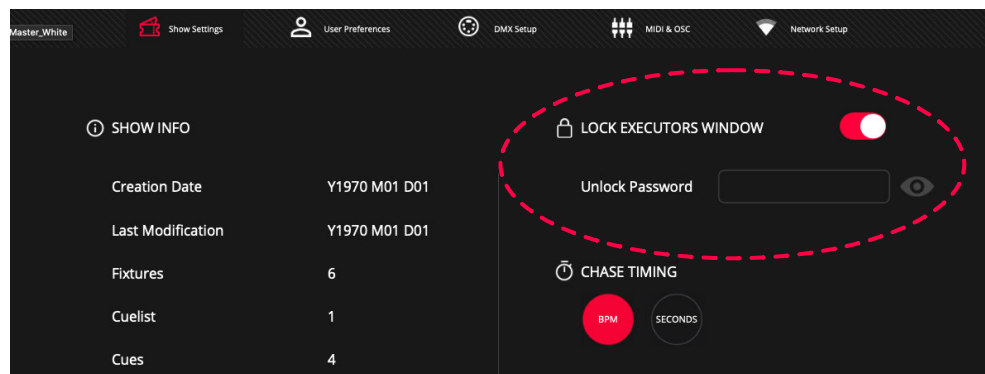 Master_White
Show Settings
User Preferences
DMX Setup
MIDI & OSC
Network Setup
SHOW INFO
Creation Date Y1970 M01 D01
Last Modification Y1970 M01 D01
Fixtures 6
Cuelist 1
Cues 4
LOCK EXECUTORS WINDOW
Unlock Password
CHASE TIMING
BPM
SECONDS